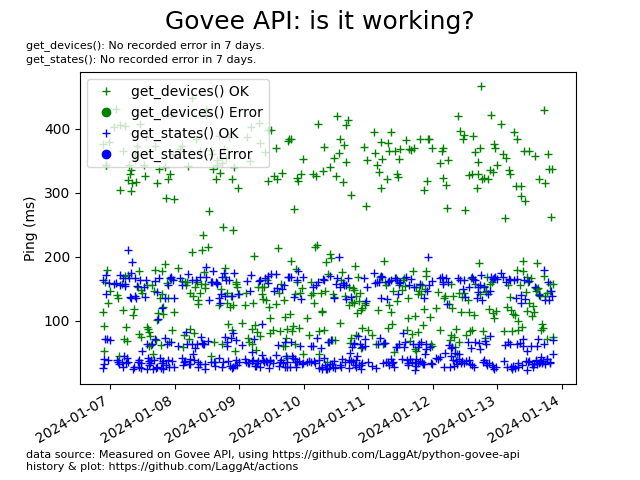 Govee API: is it working?
get_devices(): No recorded error in 7 days.
get_states(): No recorded error in 7 days.
get_devices() OK
get_devices() Error
get_states() OK
get_states() Error
Ping (ms)
400
300
200
100
2024-01-07
2024-01-08
2024-01-09
2024-01-10
2024-01-11
2024-01-12
2024-01-13
2024-01-14
data source: Measured on Govee API, using https://github.com/LaggAt/python-govee-api
history & plot: https://github.com/LaggAt/actions